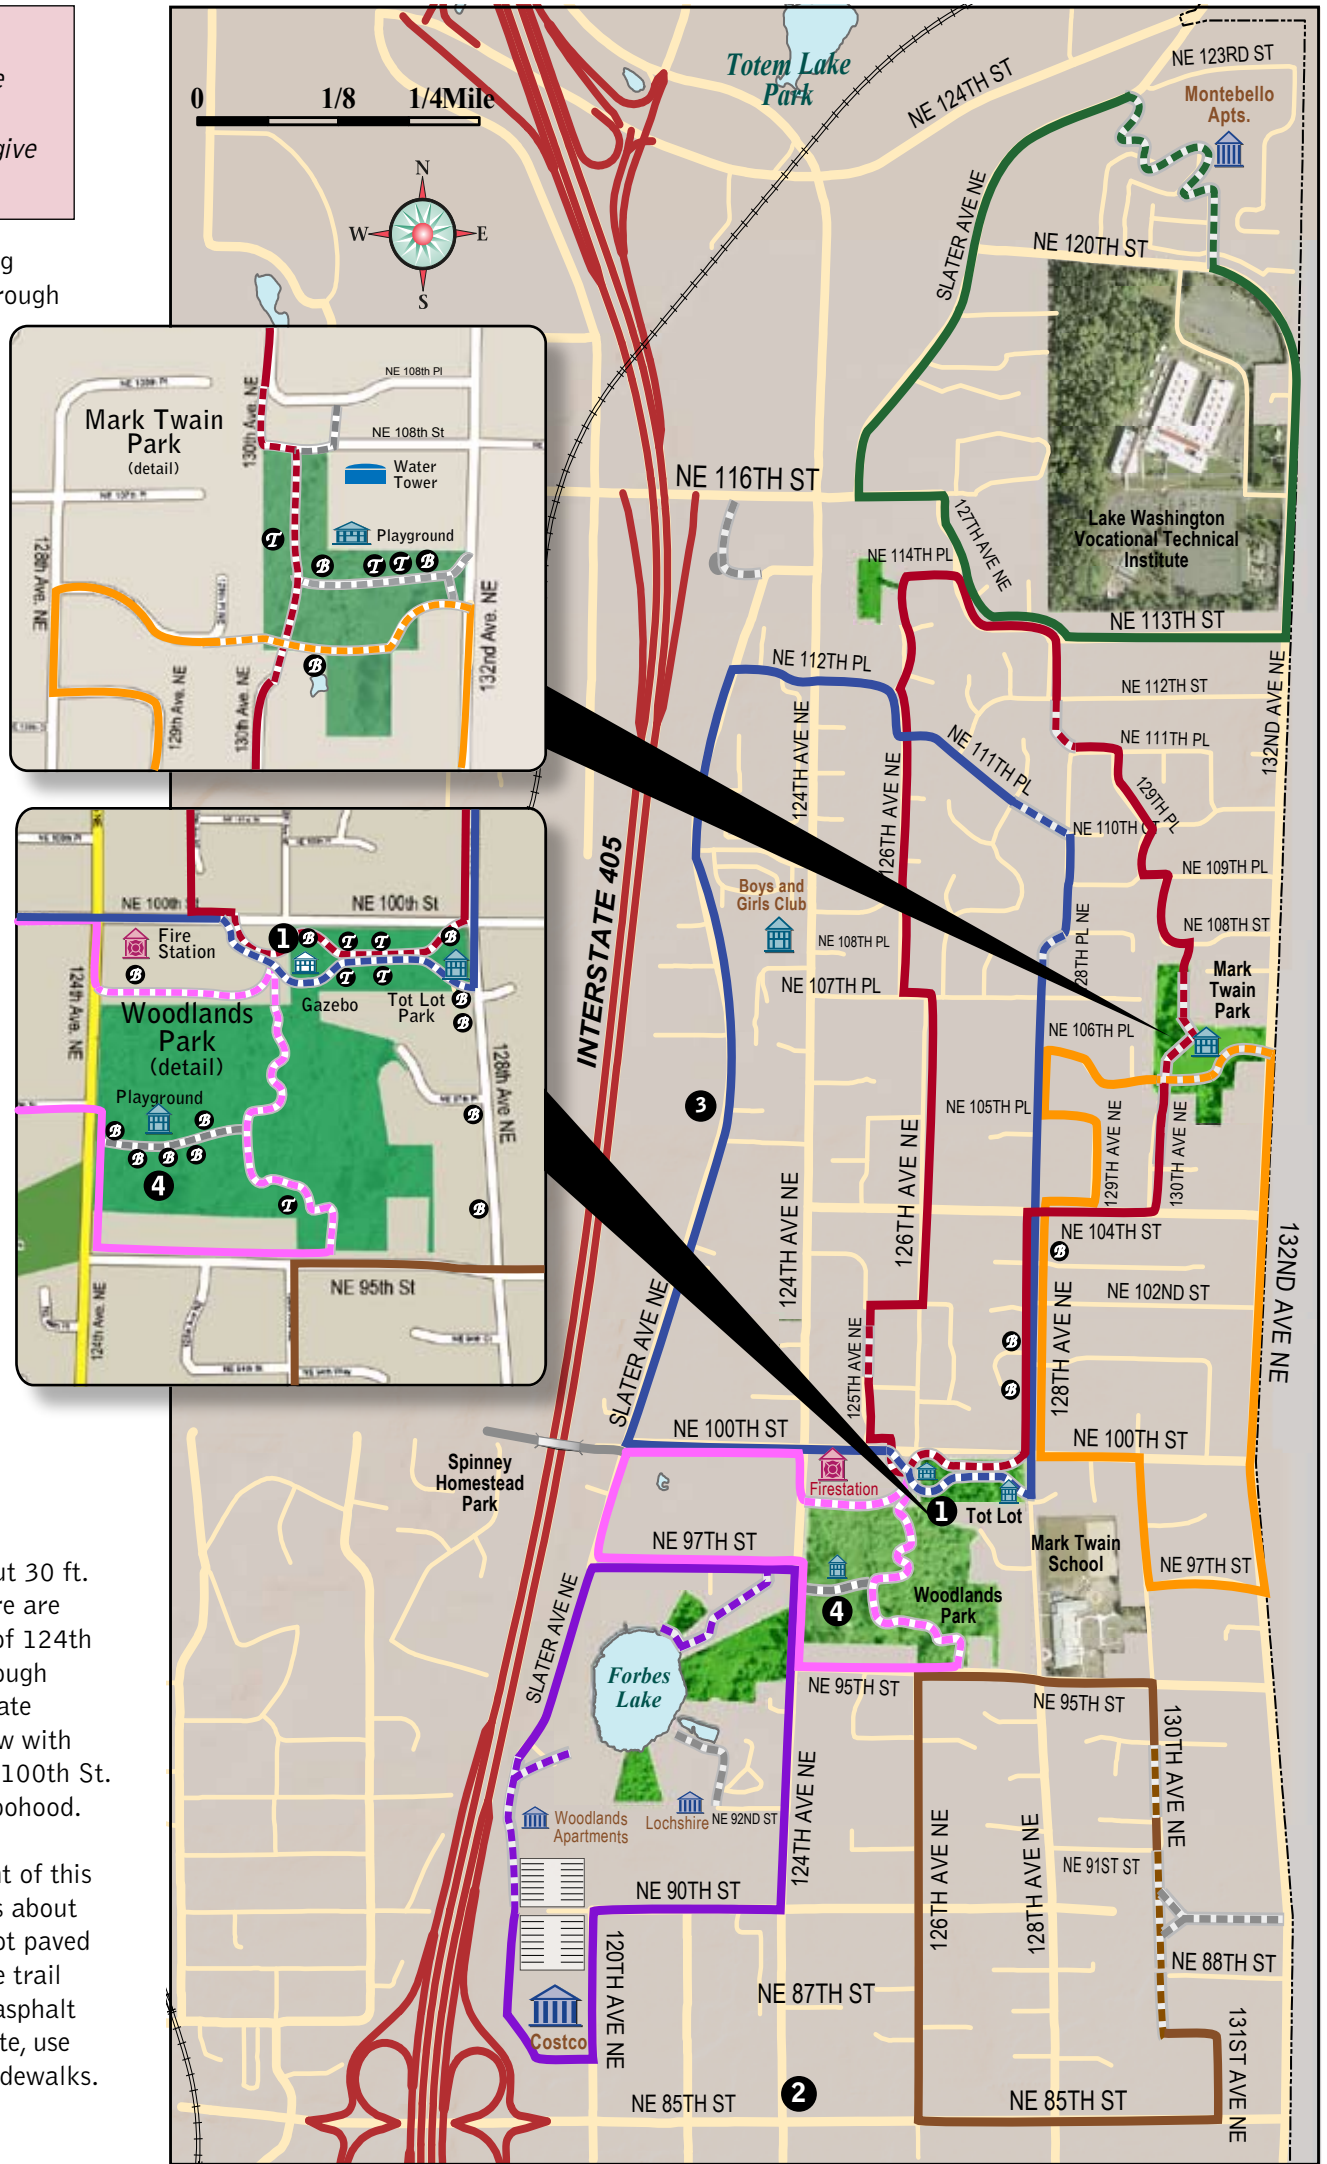 e
give
g
rough
0 1/8 1/4Mile
N
W E
S
Totem Lake
Park
NE 124TH ST
NE 123RD ST
Montebello
Apts.
SLATER AVE NE
NE 120TH ST
Lake Washington
Vocational Technical
Institute
NE 116TH ST
127TH AVE NE
NE 114TH PL
NE 113TH ST
NE 112TH PL
NE 112TH ST
NE 111TH PL
NE 111TH PL
132ND AVE NE
124TH AVE NE
126TH AVE NE
129TH PL
NE 110TH CT
NE 109TH PL
Boys and
Girls Club
NE 108TH PL
NE 108TH ST
NE 107TH PL
28TH PL NE
Mark
Twain
Park
NE 106TH PL
INTERSTATE 405
3
NE 105TH PL
129TH AVE NE
130TH AVE NE
124TH AVE NE
126TH AVE NE
NE 104TH ST
B
132ND AVE NE
NE 102ND ST
SLATER AVE NE
125TH AVE NE
B
B
128TH AVE NE
NE 100TH ST
NE 100TH ST
Spinney
Homestead
Park
Firestation
1
Tot Lot
Mark Twain
School
NE 97TH ST
NE 97TH ST
SLATER AVE NE
4
Woodlands
Park
Forbes
Lake
NE 95TH ST
NE 95TH ST
130TH AVE NE
124TH AVE NE
Woodlands
Apartments
Lochshire
NE 92ND ST
126TH AVE NE
128TH AVE NE
NE 91ST ST
NE 90TH ST
120TH AVE NE
NE 88TH ST
NE 87TH ST
Costco
131ST AVE NE
2
NE 85TH ST
NE 85TH ST
Mark Twain
Park
(detail)
130th Ave. NE
NE 108th Pl
NE 108th St
Water
Tower
Playground
T
B T T B
B
128th Ave. NE
129th Ave. NE
130th Ave. NE
132nd Ave. NE
NE 100th St
NE 100th St
Fire
Station
B
1
B T T B
T T
Gazebo
Tot Lot
Park
B
B
124th Ave. NE
Woodlands
Park
(detail)
Playground
B B
B B B
4
T
128th Ave. NE
B
B
NE 95th St
124th Ave. NE
ut 30 ft.
re are
of 124th
ough
ate
w with
100th St.
oohood.
nt of this
s about
ot paved
e trail
asphalt
te, use
dewalks.